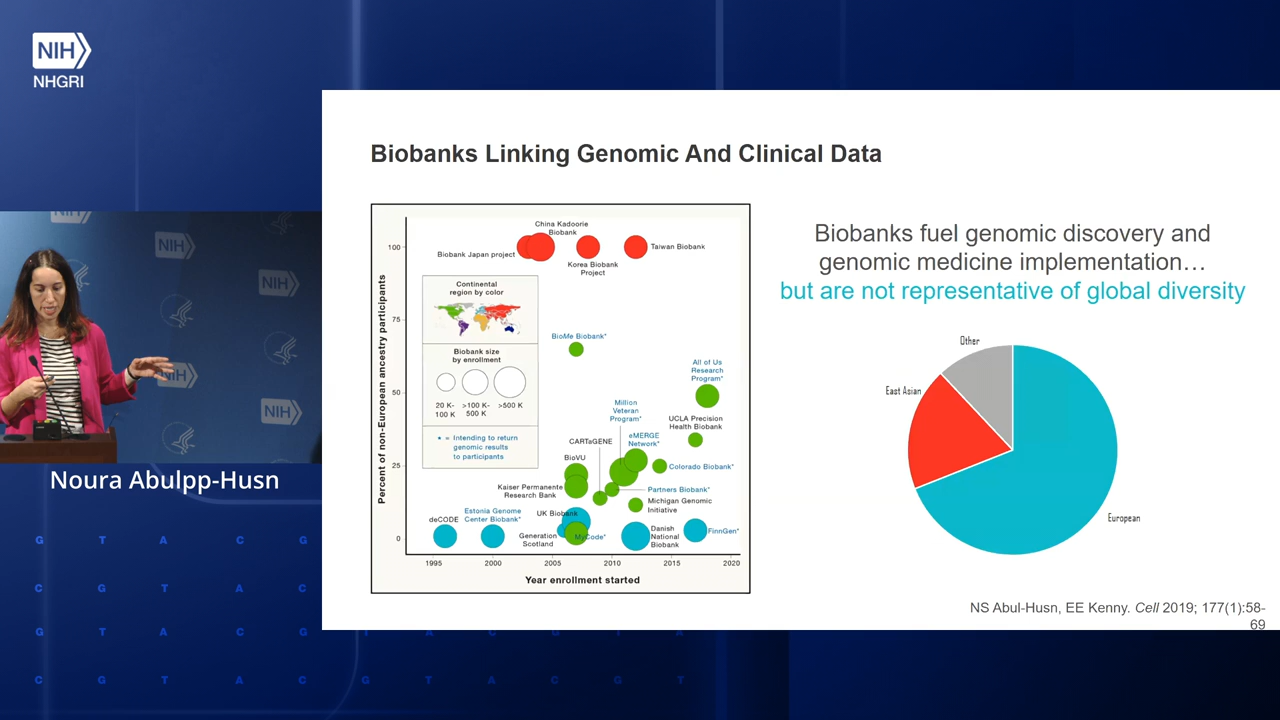 NIH
NHGRI
Biobanks Linking Genomic And Clinical Data
Percent of non-European ancestry participants
100
75
50
25
0
China Kadoorie
Biobank
Biobank Japan project
Korea Biobank
Project
Taiwan Biobank
Continental
region by color
Biobank size
by enrollment
20 K-
100 K
>100 K-
500 K
>500 K
* = Intending to return
genomic results
to participants
BioMe Biobank*
All of Us
Research
Program*
Million
Veteran
Program*
UCLA Precision
Health Biobank
CARTaGENE
eMERGE
Network*
BioVU
Colorado Biobank*
Kaiser Permanente
Research Bank
Partners Biobank*
Michigan Genomic
Initiative
deCODE
Estonia Genome
Center Biobank*
UK Biobank
Generation
Scotland
MyCode*
Danish
National
Biobank
FinnGen*
1995
2000
2005
2010
2015
2020
Year enrollment started
Biobanks fuel genomic discovery and
genomic medicine implementation…
but are not representative of global diversity
Other
East Asian
European
NS Abul-Husn, EE Kenny. Cell 2019; 177(1):58-
69
NIH
NIH
NIH
NIH
NIH
Noura Abulpp-Husn
G T A C G
C G T A C
G T A C G T A C G T A
C G T A C G T A C G T